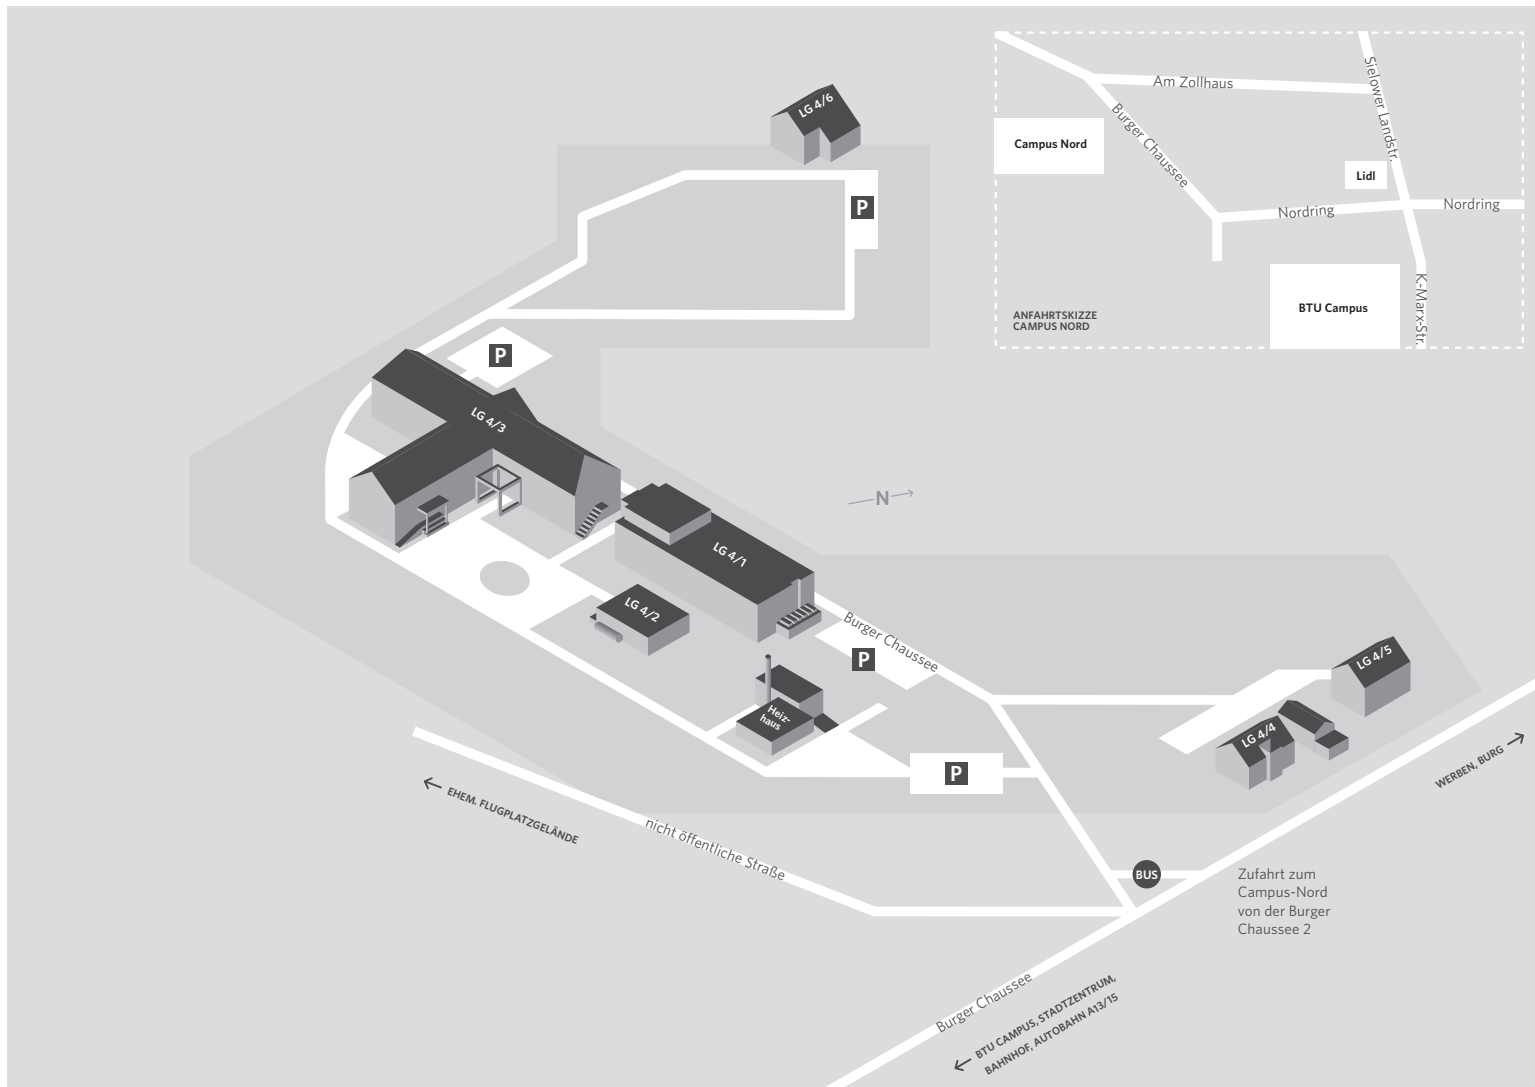 LG 4/6
P
P
LG 4/3
LG 4/1
LG 4/2
N
Burger Chaussee
P
Heiz-
haus
P
LG 4/5
LG 4/4
WERBEN, BURG
EHEM. FLUGPLATZGELÄNDE
nicht öffentliche Straße
BUS
Zufahrt zum
Campus-Nord
von der Burger
Chaussee 2
Burger Chaussee
BTU CAMPUS, STADTZENTRUM,
BAHNHOF, AUTOBAHN A13/15
Am Zollhaus
Sielower Landstr.
Burger Chaussee
Campus Nord
Lidl
Nordring
Nordring
BTU Campus
K.-Marx-Str.
ANFAHRTSKIZZE
CAMPUS NORD